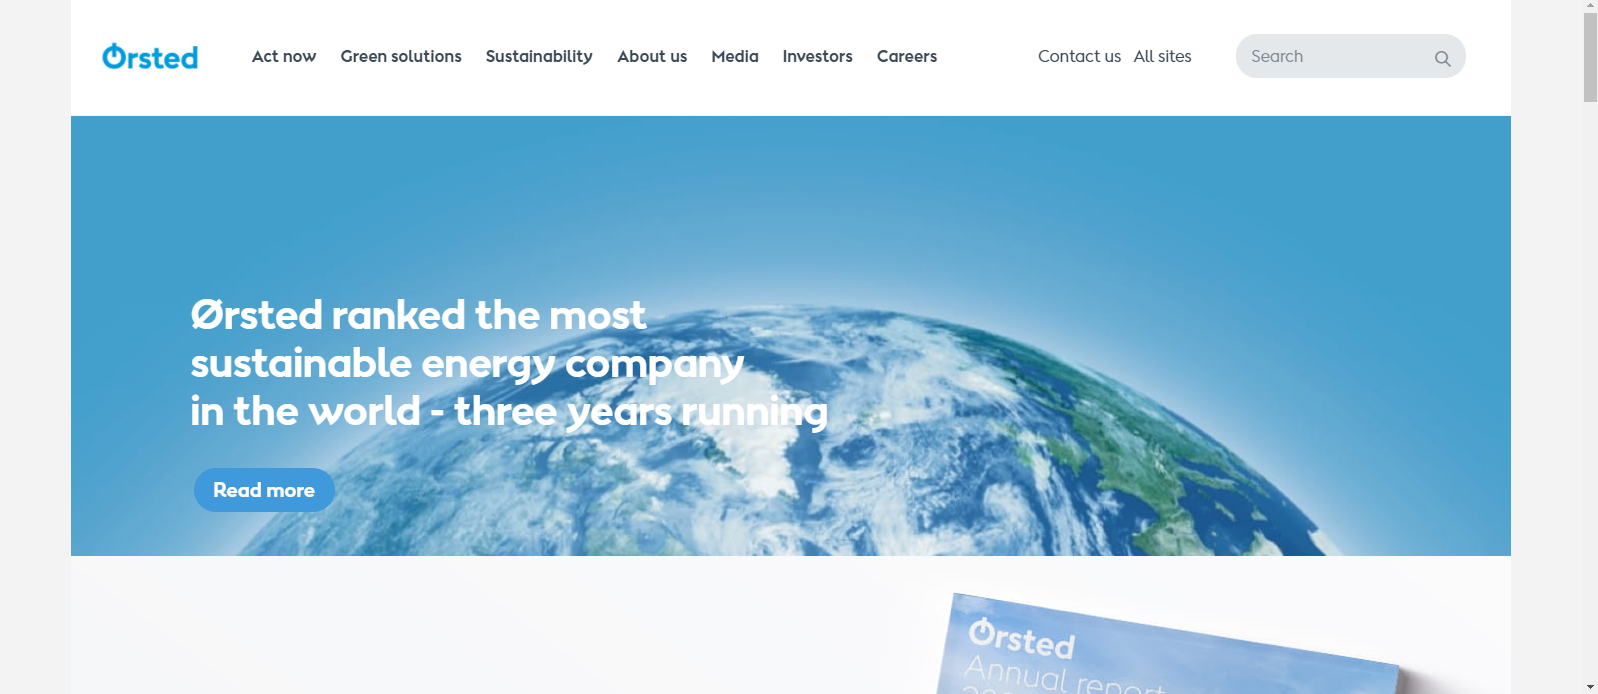 Ørsted
Act now Green solutions Sustainability About us Media Investors Careers
Contact us All sites
Search
Ørsted ranked the most
sustainable energy company
in the world - three years running
Read more
Ørsted
Annual report